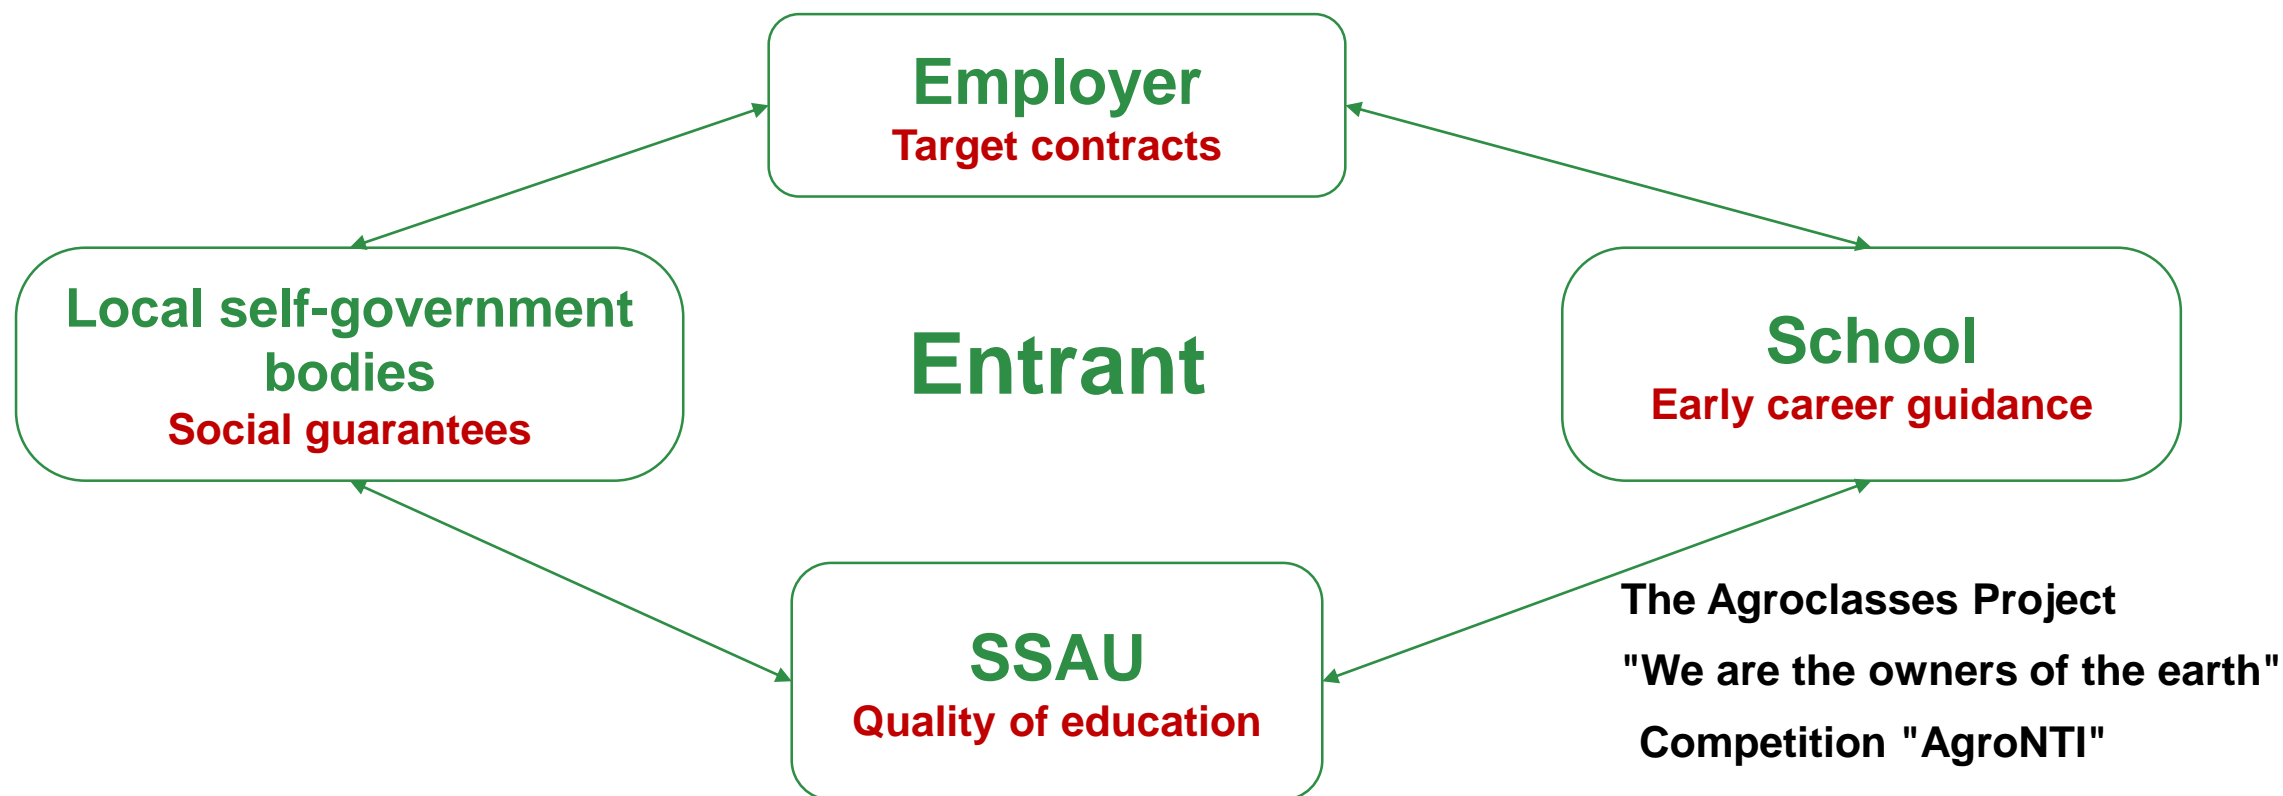 Employer
Target contracts
Local self-government
bodies
Social guarantees
Entrant
School
Early career guidance
SSAU
Quality of education
The Agroclasses Project
"We are the owners of the earth"
Competition "AgroNTI"